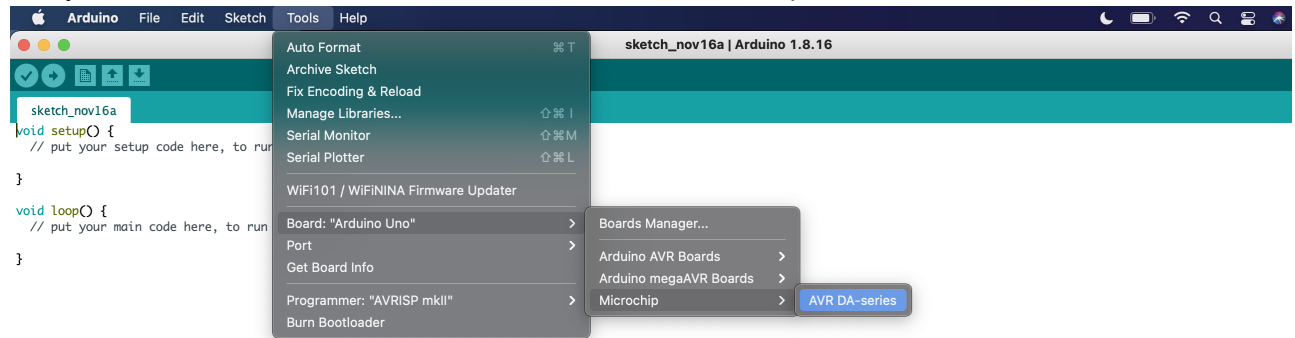 Arduino File Edit Sketch Tools Help
sketch_nov16a | Arduino 1.8.16
sketch_nov16a
void setup() {
// put your setup code here, to run
}
void loop() {
// put your main code here, to run
}
Auto Format ⌘ T
Archive Sketch
Fix Encoding & Reload
Manage Libraries... ⇧⌘ I
Serial Monitor ⇧⌘M
Serial Plotter ⇧⌘ L
WiFi101 / WiFiNINA Firmware Updater
Board: "Arduino Uno"
Port
Get Board Info
Programmer: "AVRISP mkII"
Burn Bootloader
Boards Manager...
Arduino AVR Boards
Arduino megaAVR Boards
Microchip
AVR DA-series